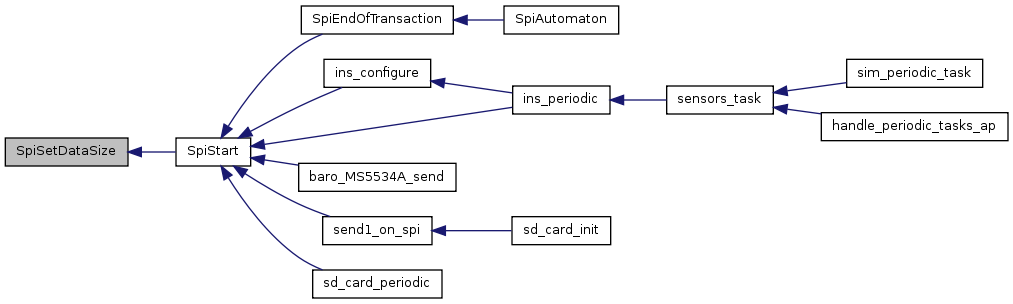 SpiEndOfTransaction
SpiAutomaton
ins_configure
sim_periodic_task
ins_periodic
sensors_task
handle_periodic_tasks_ap
SpiSetDataSize
SpiStart
baro_MS5534A_send
send1_on_spi
sd_card_init
sd_card_periodic